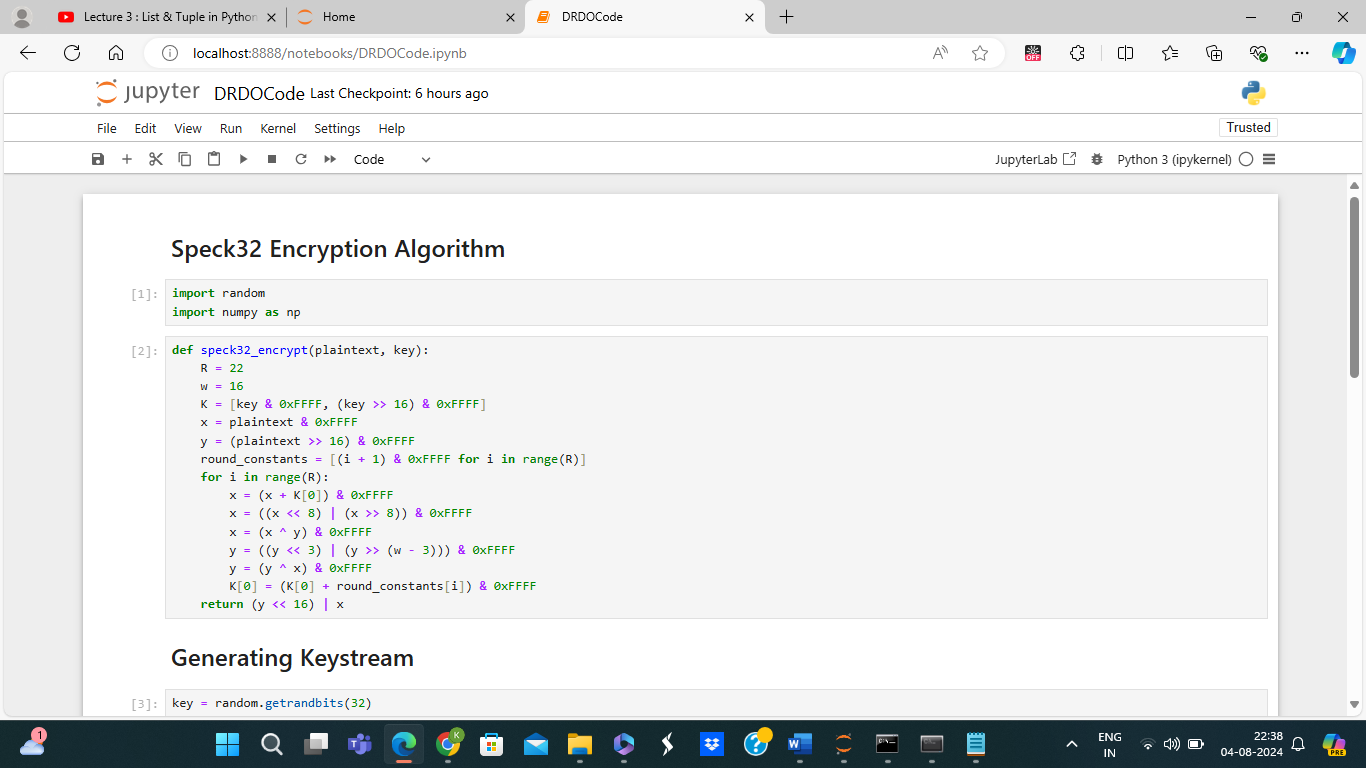 Lecture 3 : List & Tuple in Python
Home
DRDOCode
localhost:8888/notebooks/DRDOCode.ipynb
OFF
jupyter DRDOCode Last Checkpoint: 6 hours ago
File Edit View Run Kernel Settings Help
Trusted
Code
JupyterLab
Python 3 (ipykernel)
Speck32 Encryption Algorithm
[1]:
import random
import numpy as np
[2]:
def speck32_encrypt(plaintext, key):
    R = 22
    w = 16
    K = [key & 0xFFFF, (key >> 16) & 0xFFFF]
    x = plaintext & 0xFFFF
    y = (plaintext >> 16) & 0xFFFF
    round_constants = [(i + 1) & 0xFFFF for i in range(R)]
    for i in range(R):
        x = (x + K[0]) & 0xFFFF
        x = ((x << 8) | (x >> 8)) & 0xFFFF
        x = (x ^ y) & 0xFFFF
        y = ((y << 3) | (y >> (w - 3))) & 0xFFFF
        y = (y ^ x) & 0xFFFF
        K[0] = (K[0] + round_constants[i]) & 0xFFFF
    return (y << 16) | x
Generating Keystream
[3]:
key = random.getrandbits(32)
1
K
ENG
IN
22:38
04-08-2024
PRE